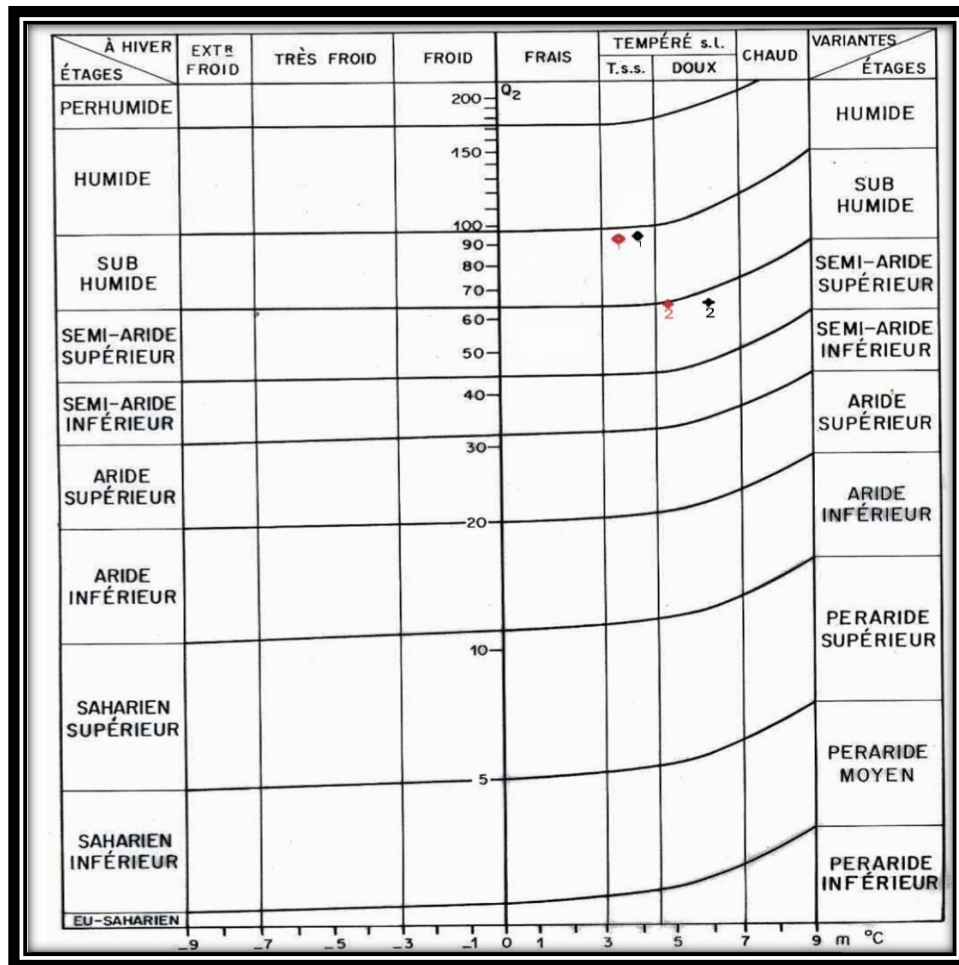 À HIVER
ÉTAGES
EXTR
FROID
TRÈS FROID
FROID
FRAIS
TEMPÉRÉ s.l.
T.s.s.
DOUX
CHAUD
VARIANTES
ÉTAGES
PERHUMIDE
HUMIDE
SUB
HUMIDE
SEMI-ARIDE
SUPÉRIEUR
SEMI-ARIDE
INFÉRIEUR
ARIDE
SUPÉRIEUR
ARIDE
INFÉRIEUR
SAHARIEN
SUPÉRIEUR
SAHARIEN
INFÉRIEUR
EU-SAHARIEN
Q2
200
150
100
90
80
70
60
50
40
30
20
10
5
1
1
2
2
HUMIDE
SUB
HUMIDE
SEMI-ARIDE
SUPÉRIEUR
SEMI-ARIDE
INFÉRIEUR
ARIDE
SUPÉRIEUR
ARIDE
INFÉRIEUR
PERARIDE
SUPÉRIEUR
PERARIDE
MOYEN
PERARIDE
INFÉRIEUR
-9 -7 -5 -3 -1 0 1 3 5 7 9 m °C